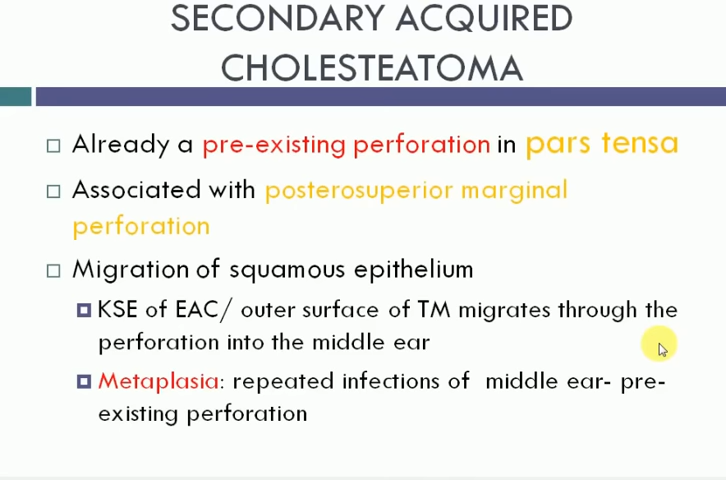 SECONDARY ACQUIRED
CHOLESTEATOMA
Already a pre-existing perforation in pars tensa
Associated with posterosuperior marginal
perforation
Migration of squamous epithelium
KSE of EAC/ outer surface of TM migrates through the
perforation into the middle ear
Metaplasia: repeated infections of middle ear- pre-
existing perforation